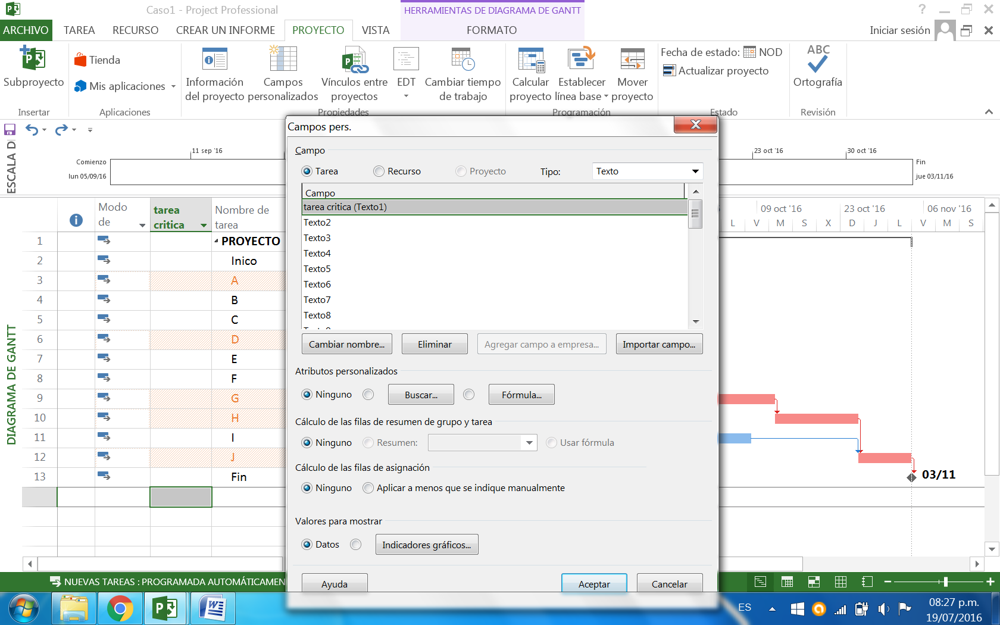 Caso1 - Project Professional
HERRAMIENTAS DE DIAGRAMA DE GANTT
ARCHIVO TAREA RECURSO CREAR UN INFORME PROYECTO VISTA FORMATO Iniciar sesión
Subproyecto
Insertar
Tienda
Mis aplicaciones
Aplicaciones
Información
del proyecto
Campos
personalizados
Vínculos entre
proyectos
EDT
Cambiar tiempo
de trabajo
Propiedades
Calcular
proyecto
Establecer
línea base
Mover
proyecto
Programación
Fecha de estado: NOD
Actualizar proyecto
Estado
ABC
Ortografía
Revisión
ESCALA D
11 sep '16
23 oct '16
30 oct '16
Comienzo
lun 05/09/16
Fin
jue 03/11/16
DIAGRAMA DE GANTT
Modo
de
tarea
critica
Nombre de
tarea
09 oct '16 23 oct '16 06 nov '16
L V M S X D J L V M S
1 PROYECTO
2 Inico
3 A
4 B
5 C
6 D
7 E
8 F
9 G
10 H
11 I
12 J
13 Fin
03/11
Campos pers.
Campo
Tarea Recurso Proyecto Tipo: Texto
Campo
tarea critica (Texto1)
Texto2
Texto3
Texto4
Texto5
Texto6
Texto7
Texto8
Cambiar nombre... Eliminar Agregar campo a empresa... Importar campo...
Atributos personalizados
Ninguno Buscar... Fórmula...
Cálculo de las filas de resumen de grupo y tarea
Ninguno Resumen: Usar fórmula
Cálculo de las filas de asignación
Ninguno Aplicar a menos que se indique manualmente
Valores para mostrar
Datos Indicadores gráficos...
Ayuda Aceptar Cancelar
NUEVAS TAREAS : PROGRAMADA AUTOMÁTICAMEN
ES
08:27 p.m.
19/07/2016